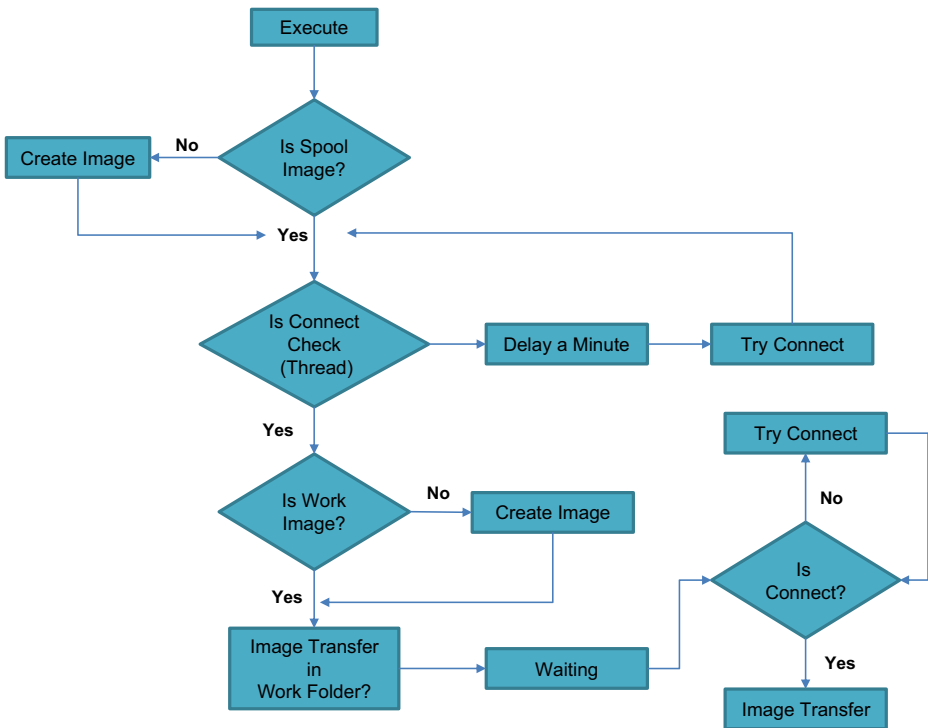 Execute
Is Spool
Image?
No
Create Image
Yes
Is Connect
Check
(Thread)
Delay a Minute
Try Connect
Yes
Try Connect
Is Work
Image?
No
Create Image
No
Is
Connect?
Yes
Image Transfer
in
Work Folder?
Waiting
Yes
Image Transfer